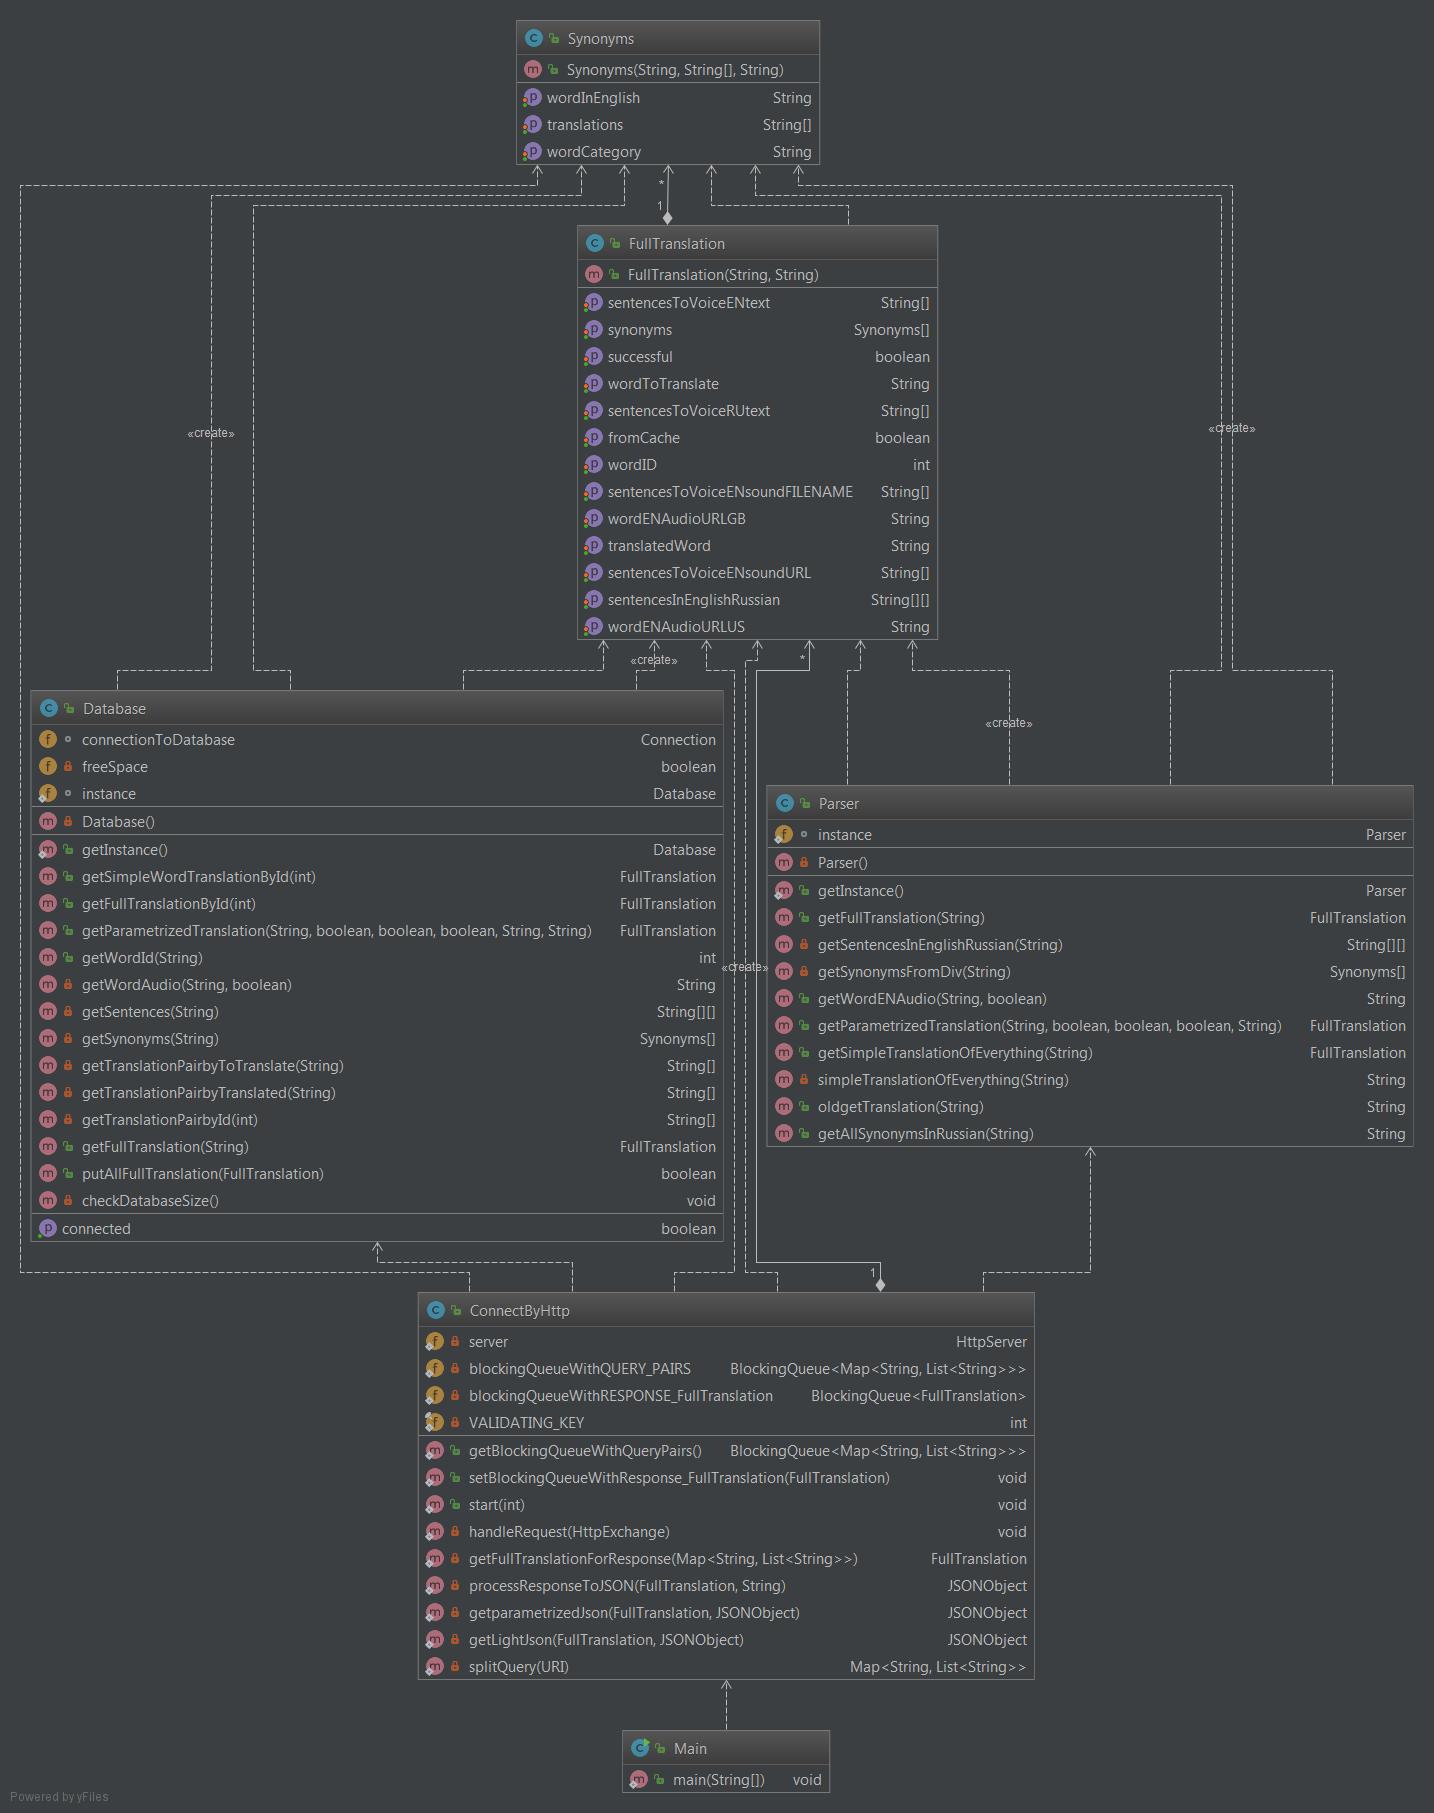 Synonyms
Synonyms(String, String[], String)
wordInEnglish String
translations String[]
wordCategory String
*
1
FullTranslation
FullTranslation(String, String)
sentencesToVoiceENtext String[]
synonyms Synonyms[]
successful boolean
wordToTranslate String
sentencesToVoiceRUtext String[]
fromCache boolean
wordID int
sentencesToVoiceENsoundFILENAME String[]
wordENAudioURLGB String
translatedWord String
sentencesToVoiceENsoundURL String[]
sentencesInEnglishRussian String[][]
wordENAudioURLUS String
«create»
«create»
«create»
*
«create»
«create»
Database
connectionToDatabase Connection
freeSpace boolean
instance Database
Database()
getInstance() Database
getSimpleWordTranslationById(int) FullTranslation
getFullTranslationById(int) FullTranslation
getParametrizedTranslation(String, boolean, boolean, boolean, String, String) FullTranslation
getWordId(String) int
getWordAudio(String, boolean) String
getSentences(String) String[][]
getSynonyms(String) Synonyms[]
getTranslationPairbyToTranslate(String) String[]
getTranslationPairbyTranslated(String) String[]
getTranslationPairbyId(int) String[]
getFullTranslation(String) FullTranslation
putAllFullTranslation(FullTranslation) boolean
checkDatabaseSize() void
connected boolean
Parser
instance Parser
Parser()
getInstance() Parser
getFullTranslation(String) FullTranslation
getSentencesInEnglishRussian(String) String[][]
getSynonymsFromDiv(String) Synonyms[]
getWordENAudio(String, boolean) String
getParametrizedTranslation(String, boolean, boolean, boolean, String) FullTranslation
getSimpleTranslationOfEverything(String) FullTranslation
simpleTranslationOfEverything(String) String
oldgetTranslation(String) String
getAllSynonymsInRussian(String) String
1
ConnectByHttp
server HttpServer
blockingQueueWithQUERY_PAIRS BlockingQueue<Map<String, List<String>>>
blockingQueueWithRESPONSE_FullTranslation BlockingQueue<FullTranslation>
VALIDATING_KEY int
getBlockingQueueWithQueryPairs() BlockingQueue<Map<String, List<String>>>
setBlockingQueueWithResponse_FullTranslation(FullTranslation) void
start(int) void
handleRequest(HttpExchange) void
getFullTranslationForResponse(Map<String, List<String>>) FullTranslation
processResponseToJSON(FullTranslation, String) JSONObject
getparametrizedJson(FullTranslation, JSONObject) JSONObject
getLightJson(FullTranslation, JSONObject) JSONObject
splitQuery(URI) Map<String, List<String>>
Main
main(String[]) void
Powered by yFiles